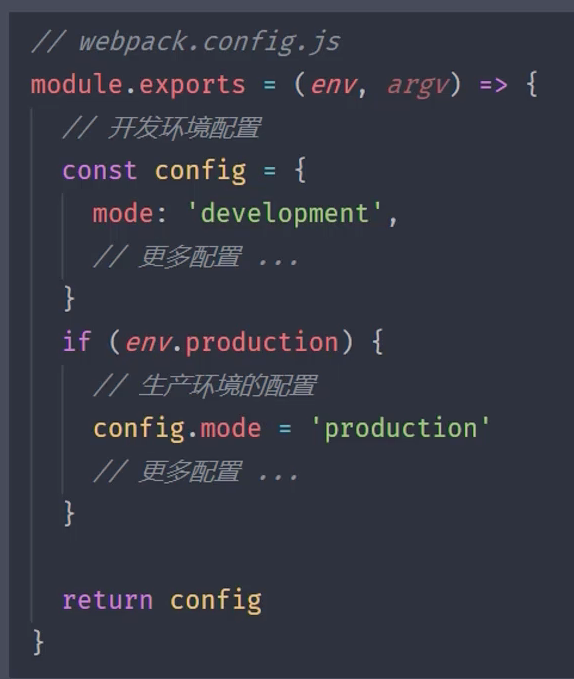 // webpack.config.js
module.exports = (env, argv) => {
  // 开发环境配置
  const config = {
    mode: 'development',
    // 更多配置 ...
  }
  if (env.production) {
    // 生产环境的配置
    config.mode = 'production'
    // 更多配置 ...
  }

  return config
}